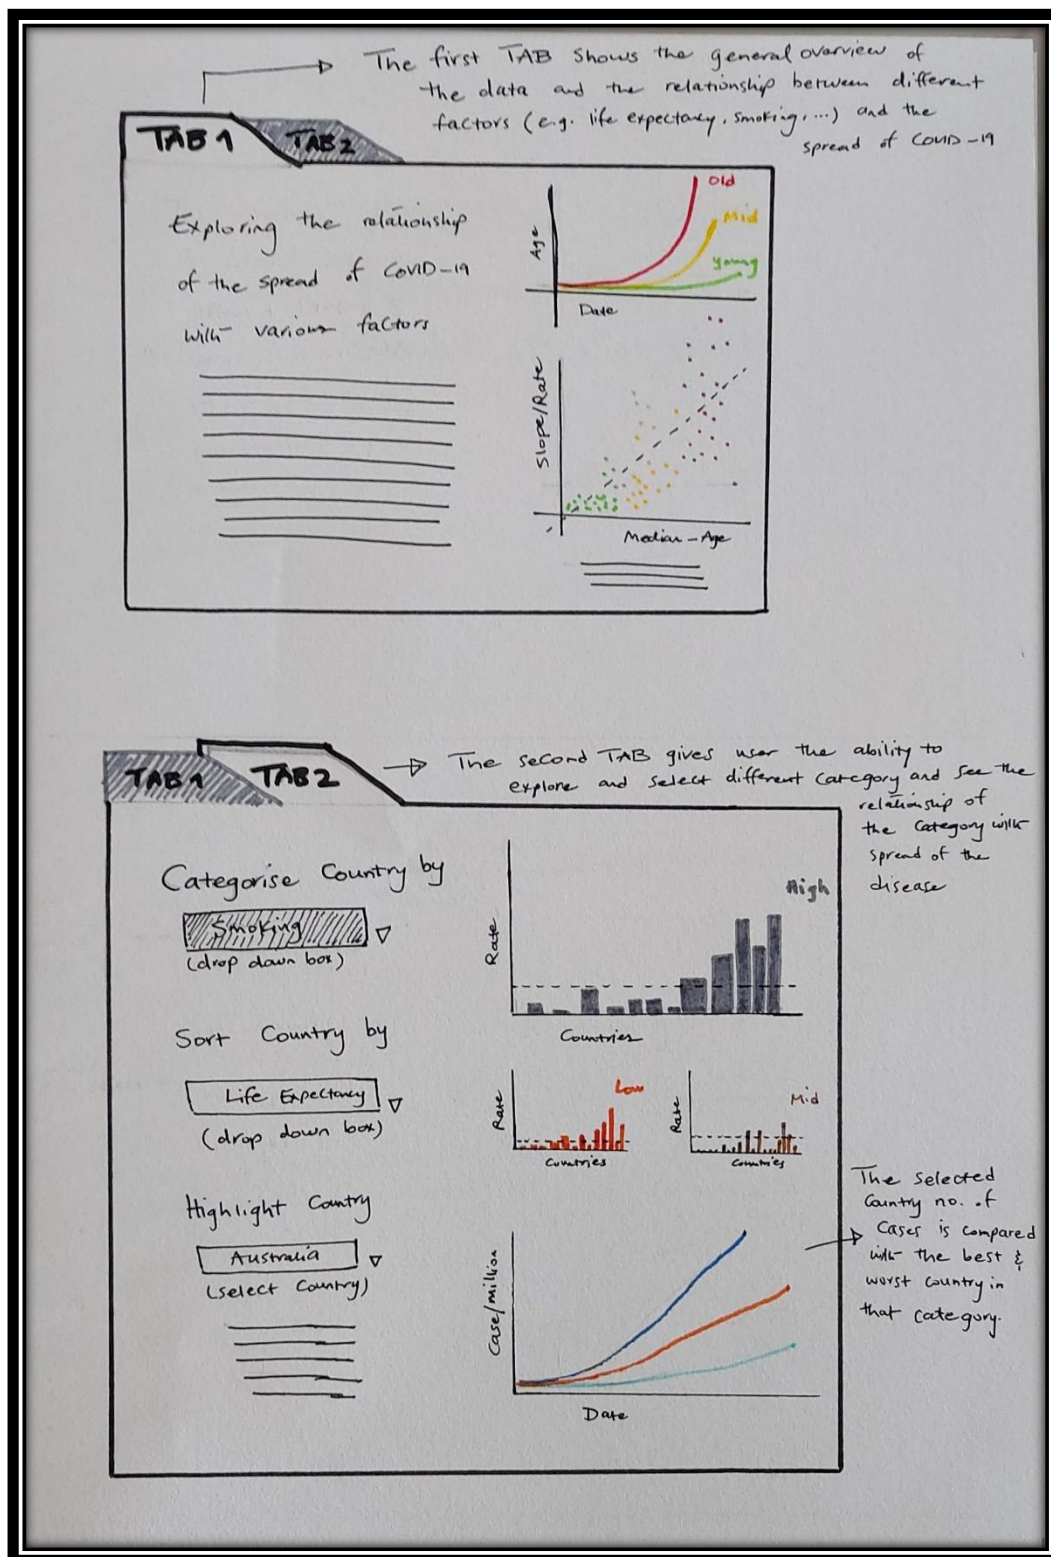 The first TAB shows the general overview of
the data and the relationship between different
factors (e.g. life expectancy, smoking, ...) and the
spread of COVID-19
TAB 1
TAB 2
Exploring the relationship
of the spread of COVID-19
with various factors
Age
Old
Mid
young
Date
Slope/Rate
Median-Age
TAB 1
TAB 2
The second TAB gives user the ability to
explore and select different category and see the
relationship of
the category with
spread of the
disease
Categorise Country by
Smoking
(drop down box)
Rate
High
Countries
Sort Country by
Life Expectancy
(drop down box)
Rate
Low
Countries
Rate
Mid
Countries
Highlight Country
Australia
(select Country)
Case/million
Date
The selected
Country no. of
Cases is compared
with the best &
worst country in
that category.